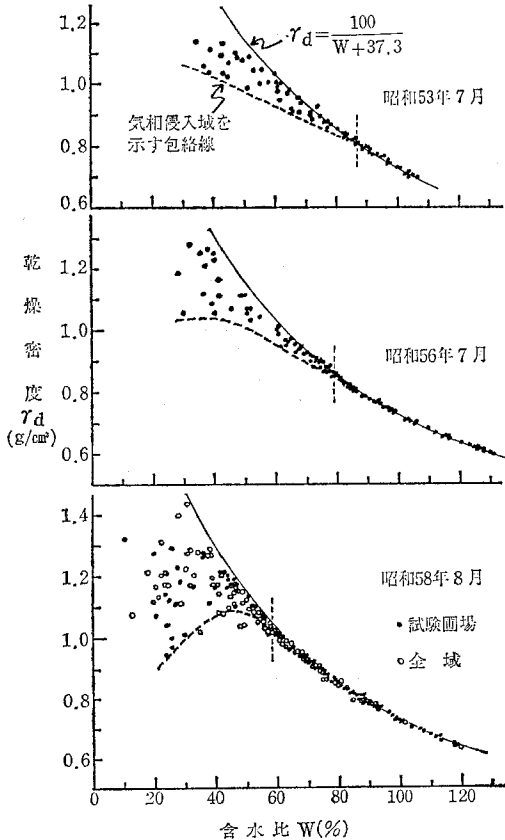 1.2
1.0
0.8
0.6
γd=100/(W+37.3)
昭和53年7月
気相侵入域を
示す包絡線
1.2
1.0
0.8
0.6
昭和56年7月
乾燥密度
γd
(g/cm³)
1.4
1.2
1.0
0.8
0.6
昭和58年8月
• 試験圃場
○ 全域
0 20 40 60 80 100 120
含水比 W(%)